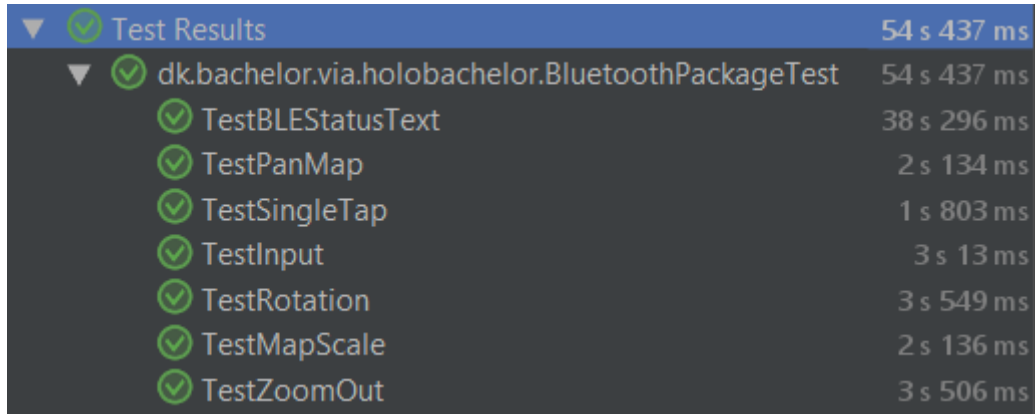 Test Results 54 s 437 ms
dk.bachelor.via.holobachelor.BluetoothPackageTest 54 s 437 ms
TestBLEStatusText 38 s 296 ms
TestPanMap 2 s 134 ms
TestSingleTap 1 s 803 ms
TestInput 3 s 13 ms
TestRotation 3 s 549 ms
TestMapScale 2 s 136 ms
TestZoomOut 3 s 506 ms